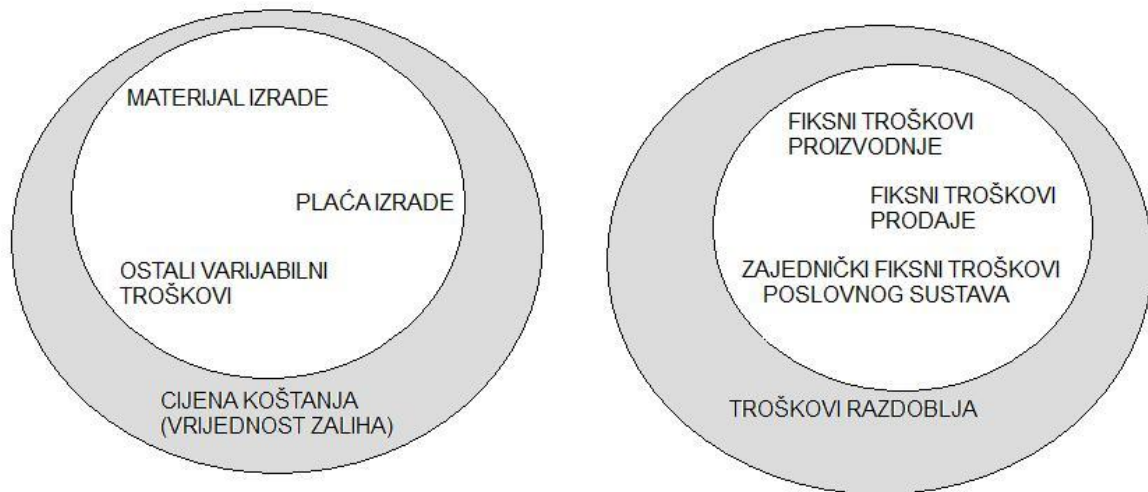 MATERIJAL IZRADE
PLAĆA IZRADE
OSTALI VARIJABILNI
TROŠKOVI
CIJENA KOŠTANJA
(VRIJEDNOST ZALIHA)
FIKSNI TROŠKOVI
PROIZVODNJE
FIKSNI TROŠKOVI
PRODAJE
ZAJEDNIČKI FIKSNI TROŠKOVI
POSLOVNOG SUSTAVA
TROŠKOVI RAZDOBLJA